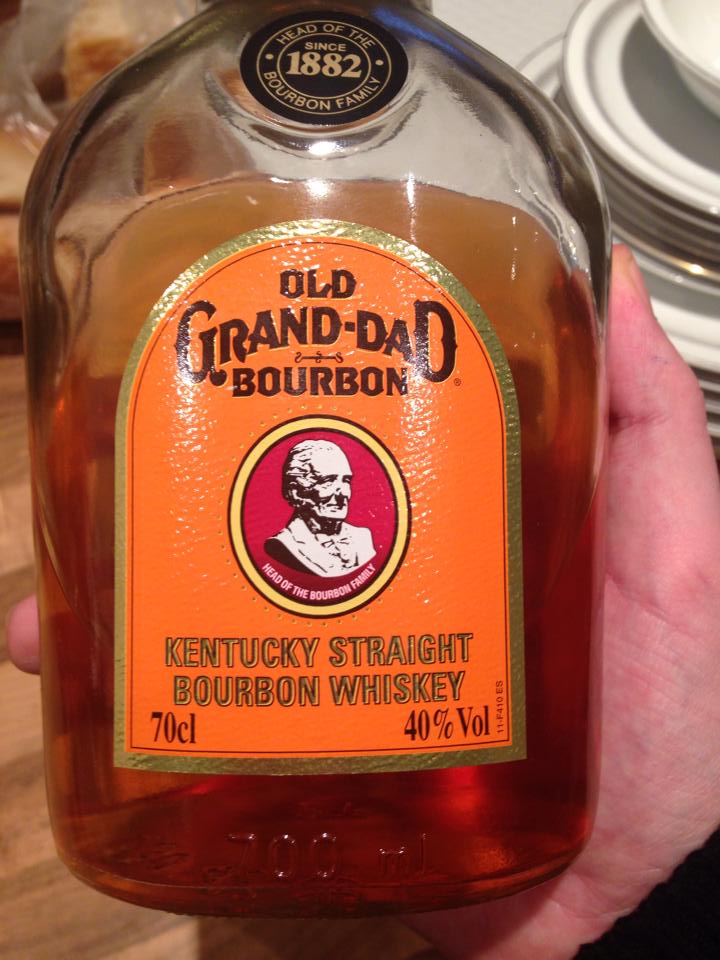 HEAD OF THE
SINCE
1882
BOURBON FAMILY
OLD
GRAND-DAD
BOURBON®
HEAD OF THE BOURBON FAMILY
KENTUCKY STRAIGHT
BOURBON WHISKEY
70cl 40% Vol
11-F410 ES
700 ml